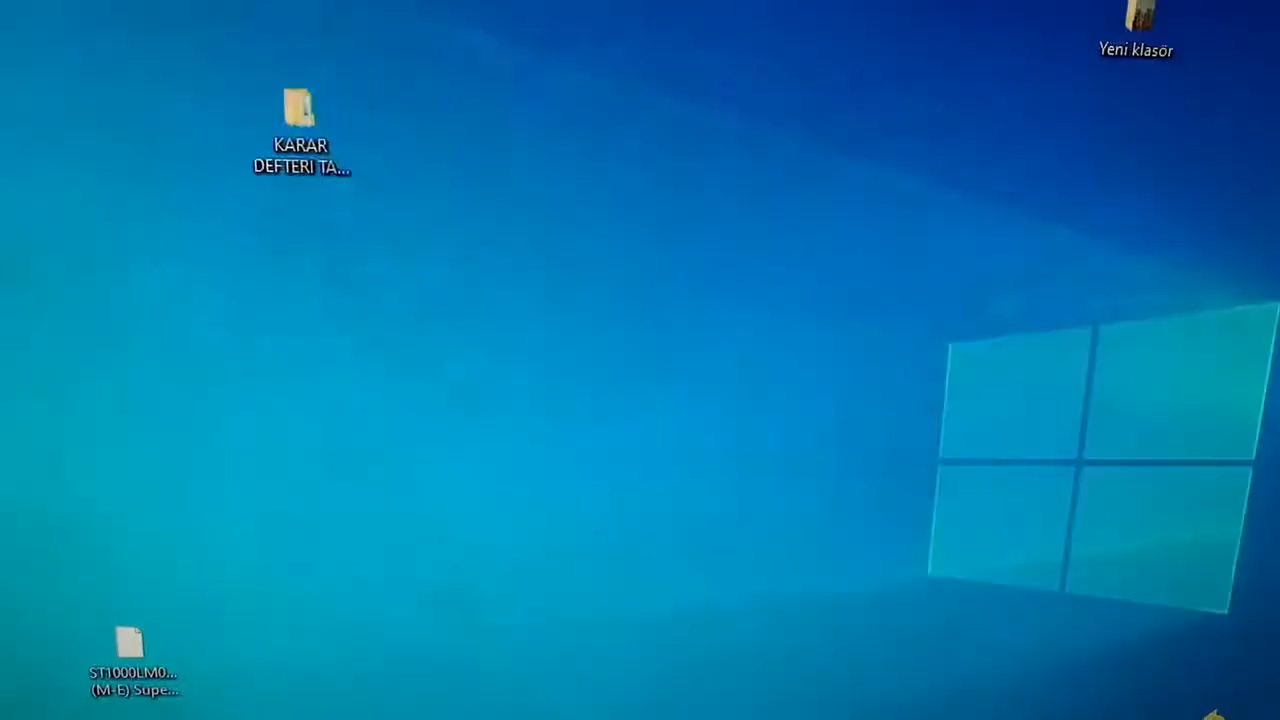 Yeni klasör
KARAR
DEFTERİ TA...
ST1000LM0...
(M-E) Supe...